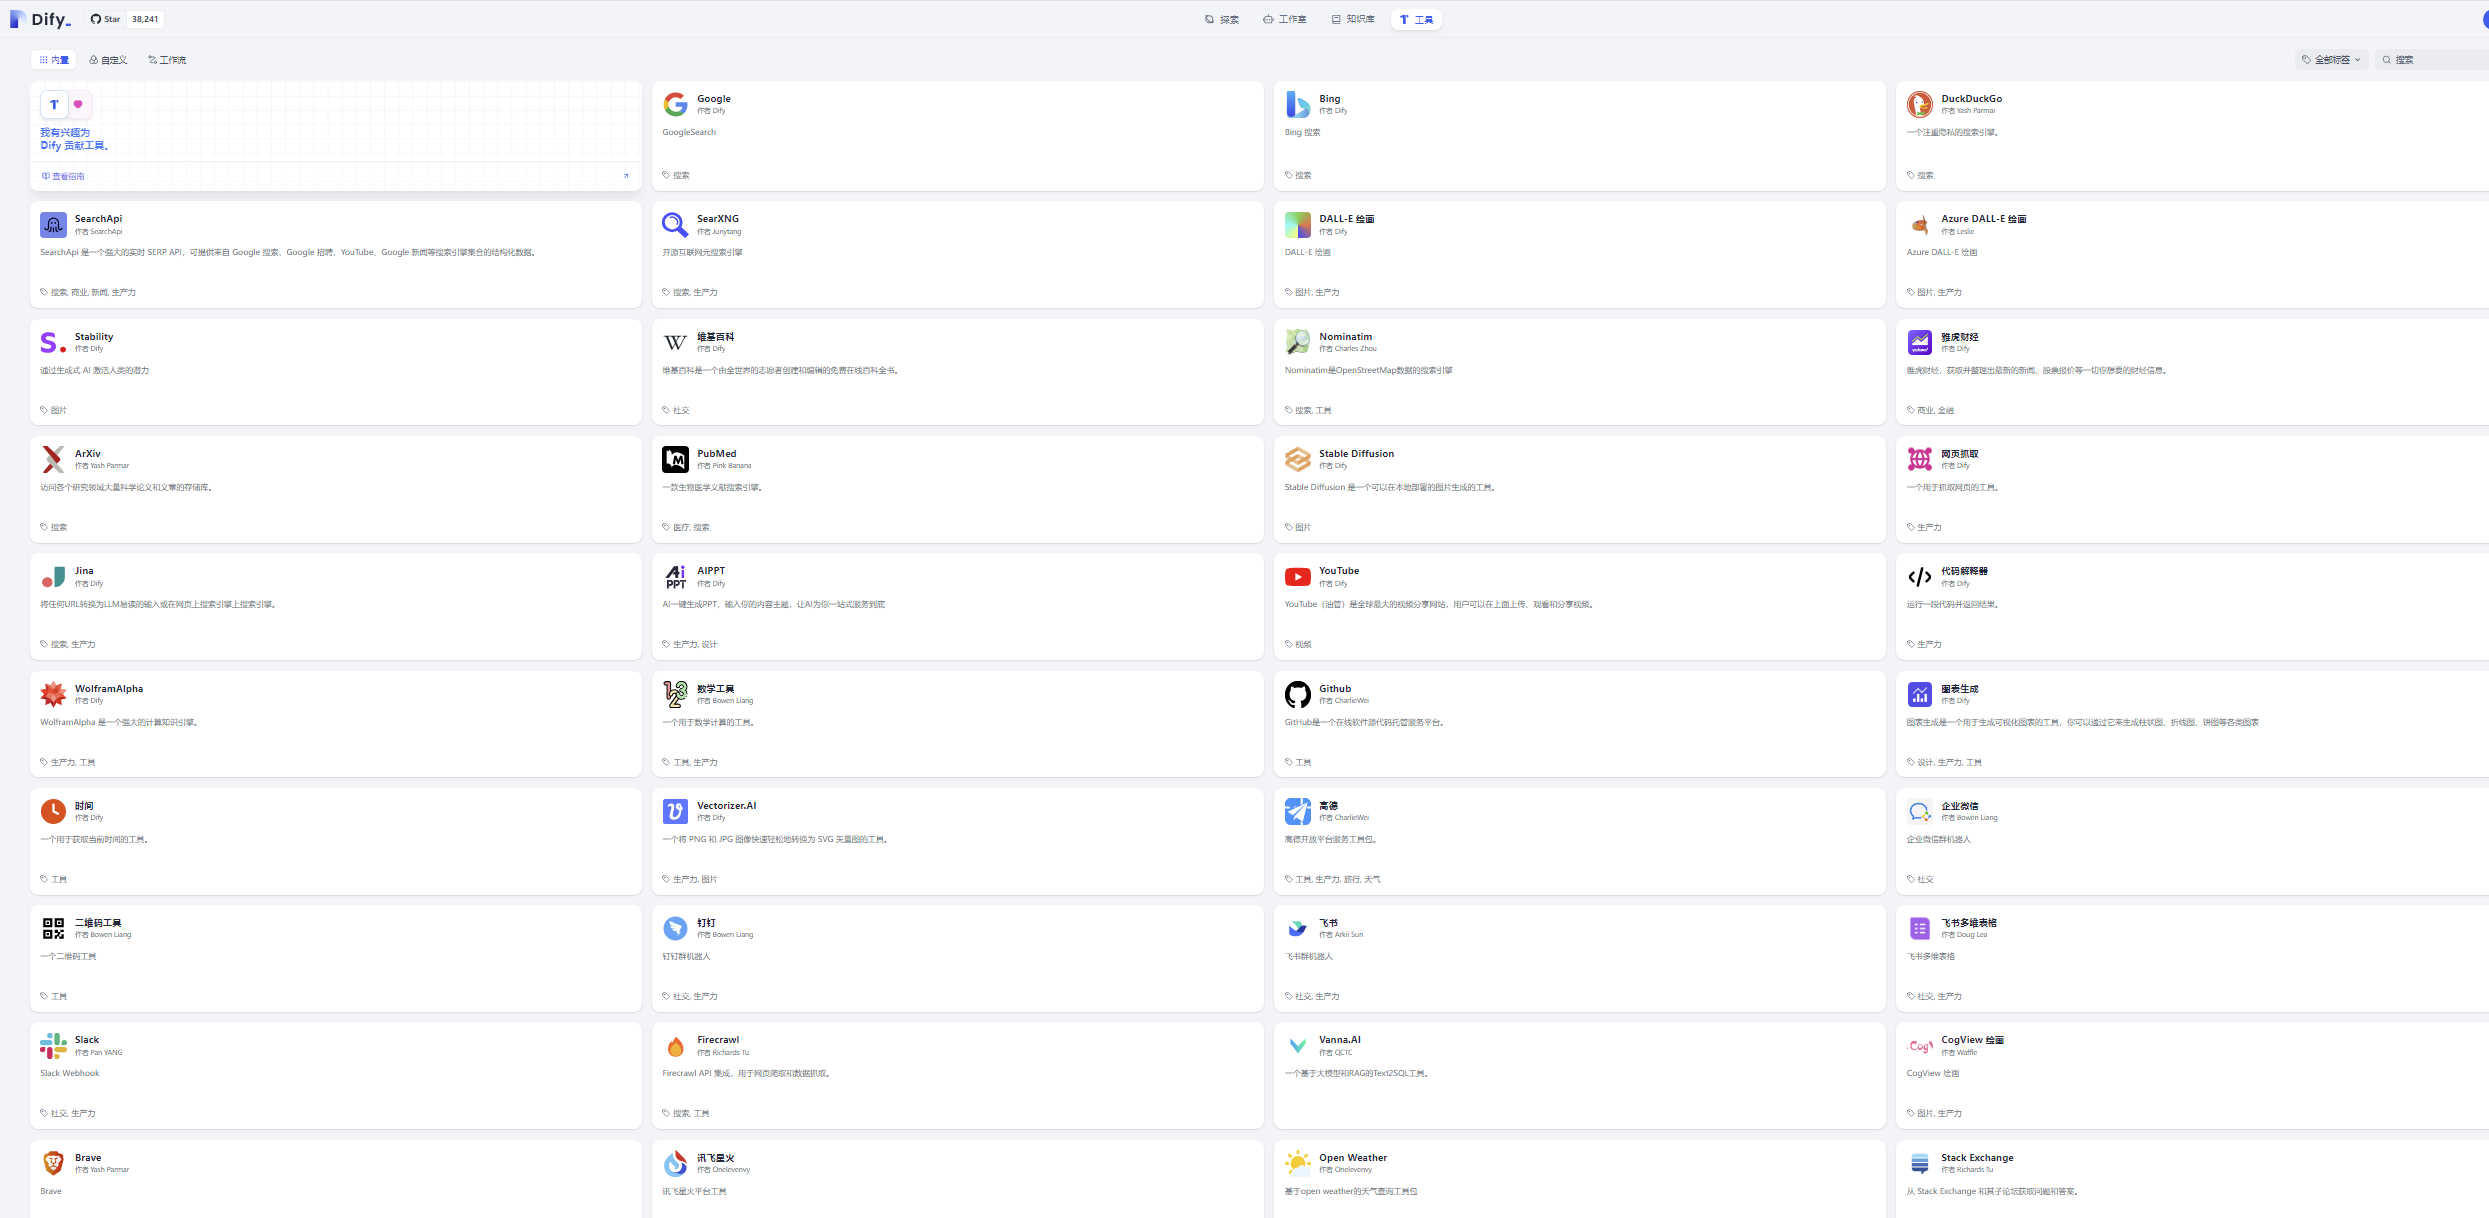 Dify_
Star 38,241
探索 工作室 知识库 工具
内置 自定义 工作流
全部标签 搜索
我有兴趣为
Dify 贡献工具。
查看指南
Google
作者 Dify
GoogleSearch
搜索
Bing
作者 Dify
Bing 搜索
搜索
DuckDuckGo
作者 Yash Parmar
一个注重隐私的搜索引擎。
搜索
SearchApi
作者 SearchApi
SearchApi 是一个强大的实时 SERP API，可提供来自 Google 搜索、Google 招聘、YouTube、Google 新闻等搜索引擎集合的结构化数据。
搜索, 商业, 新闻, 生产力
SearXNG
作者 Junytang
开源互联网元搜索引擎
搜索, 生产力
DALL-E 绘画
作者 Dify
DALL-E 绘画
图片, 生产力
Azure DALL-E 绘画
作者 Leslie
Azure DALL-E 绘画
图片, 生产力
Stability
作者 Dify
通过生成式 AI 激活人类的潜力
图片
维基百科
作者 Dify
维基百科是一个由全世界的志愿者创建和编辑的免费在线百科全书。
社交
Nominatim
作者 Charles Zhou
Nominatim是OpenStreetMap数据的搜索引擎
搜索, 工具
雅虎财经
作者 Dify
雅虎财经，获取并整理出最新的新闻、股票报价等一切你想要的财经信息。
商业, 金融
ArXiv
作者 Yash Parmar
访问各个研究领域大量科学论文和文章的存储库。
搜索
PubMed
作者 Pink Banana
一款生物医学文献搜索引擎。
医疗, 搜索
Stable Diffusion
作者 Dify
Stable Diffusion 是一个可以在本地部署的图片生成的工具。
图片
网页抓取
作者 Dify
一个用于抓取网页的工具。
生产力
Jina
作者 Dify
将任何URL转换为LLM易读的输入或在网页上搜索引擎上搜索引擎。
搜索, 生产力
Ai PPT
AIPPT
作者 Dify
AI一键生成PPT，输入你的内容主题，让AI为你一站式服务到底
生产力, 设计
YouTube
作者 Dify
YouTube（油管）是全球最大的视频分享网站，用户可以在上面上传、观看和分享视频。
视频
代码解释器
作者 Dify
运行一段代码并返回结果。
生产力
WolframAlpha
作者 Dify
WolframAlpha 是一个强大的计算知识引擎。
生产力, 工具
数学工具
作者 Bowen Liang
一个用于数学计算的工具。
工具, 生产力
Github
作者 CharlieWei
GitHub是一个在线软件源代码托管服务平台。
工具
图表生成
作者 Dify
图表生成是一个用于生成可视化图表的工具，你可以通过它来生成柱状图、折线图、饼图等各类图表
设计, 生产力, 工具
时间
作者 Dify
一个用于获取当前时间的工具。
工具
Vectorizer.AI
作者 Dify
一个将 PNG 和 JPG 图像快速轻松地转换为 SVG 矢量图的工具。
生产力, 图片
高德
作者 CharlieWei
高德开放平台服务工具包。
工具, 生产力, 旅行, 天气
企业微信
作者 Bowen Liang
企业微信群机器人
社交
二维码工具
作者 Bowen Liang
一个二维码工具
工具
钉钉
作者 Bowen Liang
钉钉群机器人
社交, 生产力
飞书
作者 Arkii Sun
飞书群机器人
社交, 生产力
飞书多维表格
作者 Doug Lea
飞书多维表格
社交, 生产力
Slack
作者 Pan YANG
Slack Webhook
社交, 生产力
Firecrawl
作者 Richards Tu
Firecrawl API 集成，用于网页爬取和数据抓取。
搜索, 工具
Vanna.AI
作者 QCTC
一个基于大模型和RAG的Text2SQL工具。
CogView 绘画
作者 Waffle
CogView 绘画
图片, 生产力
Brave
作者 Yash Parmar
Brave
讯飞星火
作者 Onelevenvy
讯飞星火平台工具
Open Weather
作者 Onelevenvy
基于open weather的天气查询工具包
Stack Exchange
作者 Richards Tu
从 Stack Exchange 和其子论坛获取问题和答案。